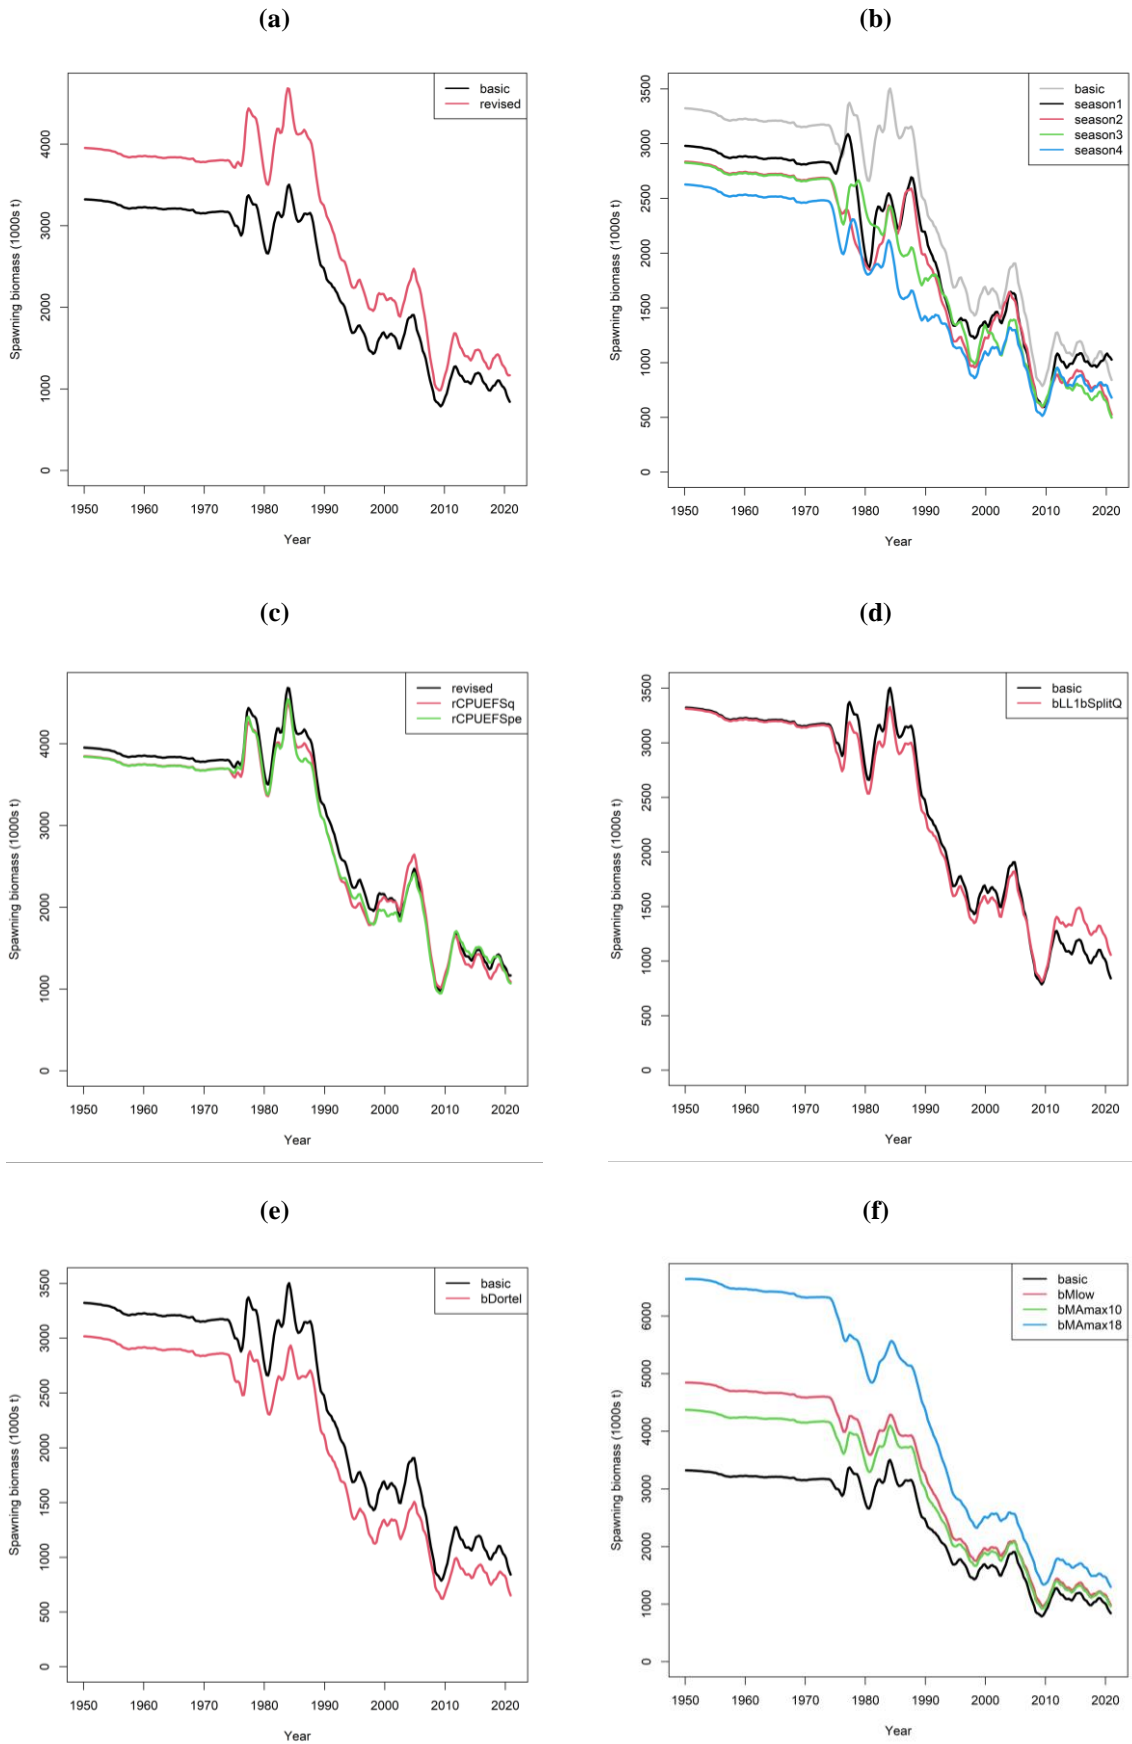 (a)
basic
revised
Spawning biomass (1000s t)
4000
3000
2000
1000
0
1950 1960 1970 1980 1990 2000 2010 2020
Year
(b)
basic
season1
season2
season3
season4
Spawning biomass (1000s t)
3500
3000
2500
2000
1500
1000
500
0
1950 1960 1970 1980 1990 2000 2010 2020
Year
(c)
revised
rCPUEFSq
rCPUEFSpe
Spawning biomass (1000s t)
4000
3000
2000
1000
0
1950 1960 1970 1980 1990 2000 2010 2020
Year
(d)
basic
bLL1bSplitQ
Spawning biomass (1000s t)
3500
3000
2500
2000
1500
1000
500
0
1950 1960 1970 1980 1990 2000 2010 2020
Year
(e)
basic
bDortel
Spawning biomass (1000s t)
3500
3000
2500
2000
1500
1000
500
0
1950 1960 1970 1980 1990 2000 2010 2020
Year
(f)
basic
bMlow
bMAmax10
bMAmax18
Spawning biomass (1000s t)
6000
5000
4000
3000
2000
1000
0
1950 1960 1970 1980 1990 2000 2010 2020
Year